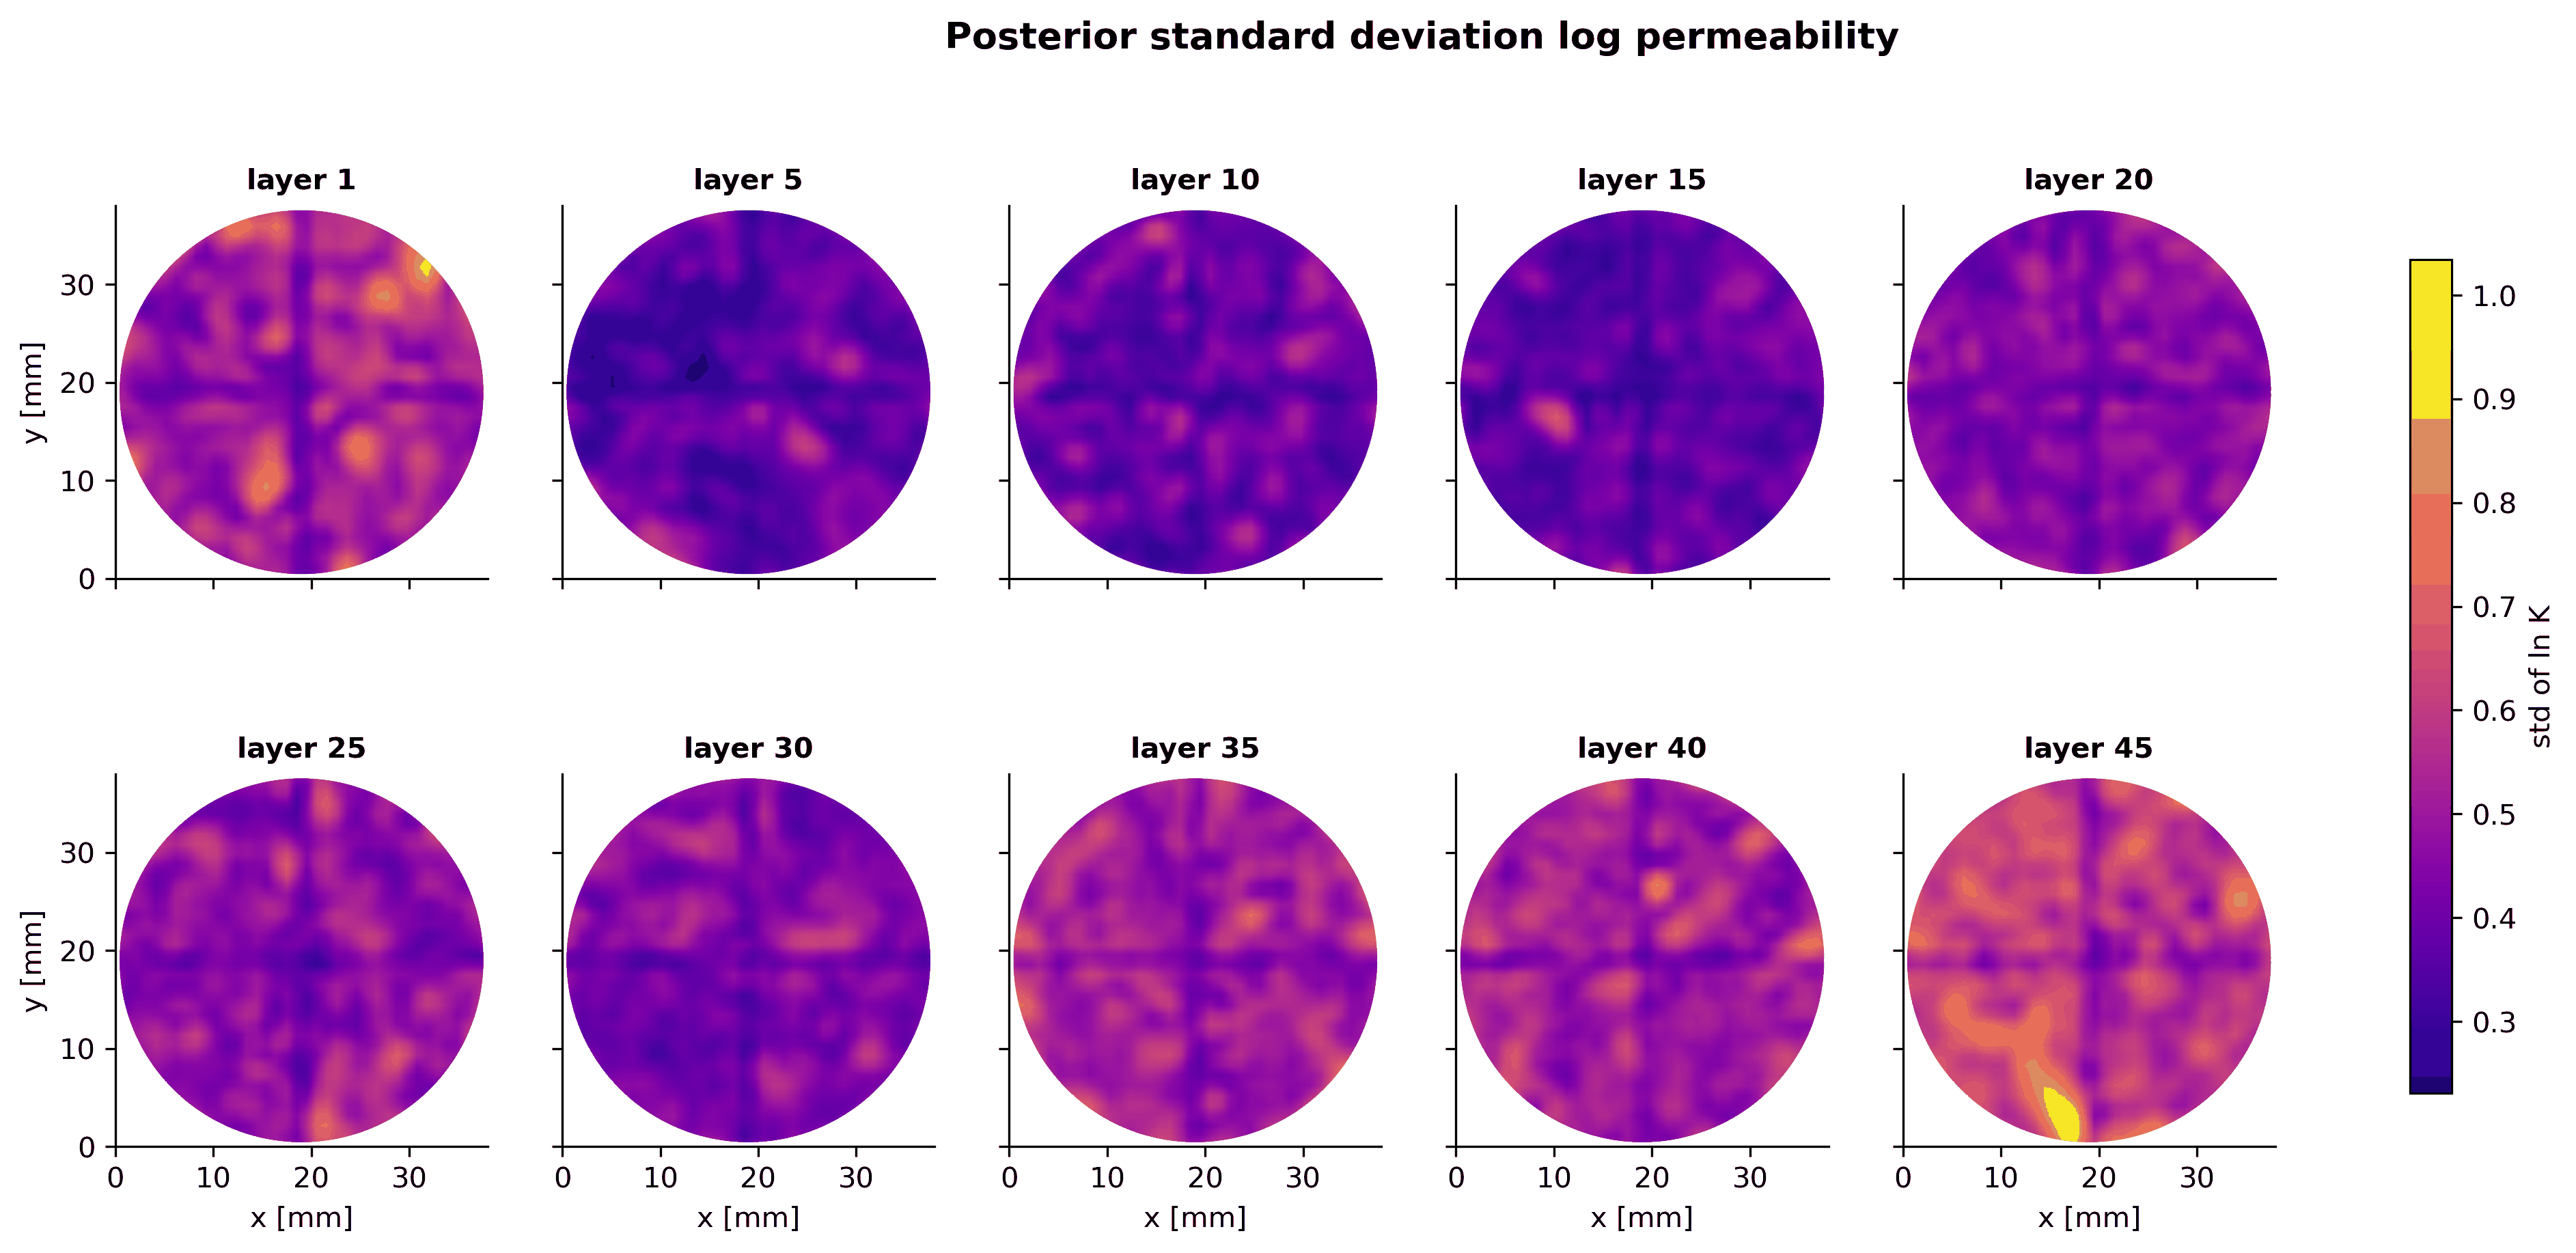 Posterior standard deviation log permeability
layer 1 layer 5 layer 10 layer 15 layer 20
y [mm]
30
20
10
0
layer 25 layer 30 layer 35 layer 40 layer 45
y [mm]
30
20
10
0
0 10 20 30 0 10 20 30 0 10 20 30 0 10 20 30 0 10 20 30
x [mm] x [mm] x [mm] x [mm] x [mm]
1.0
0.9
0.8
0.7
0.6
0.5
0.4
0.3
std of ln K